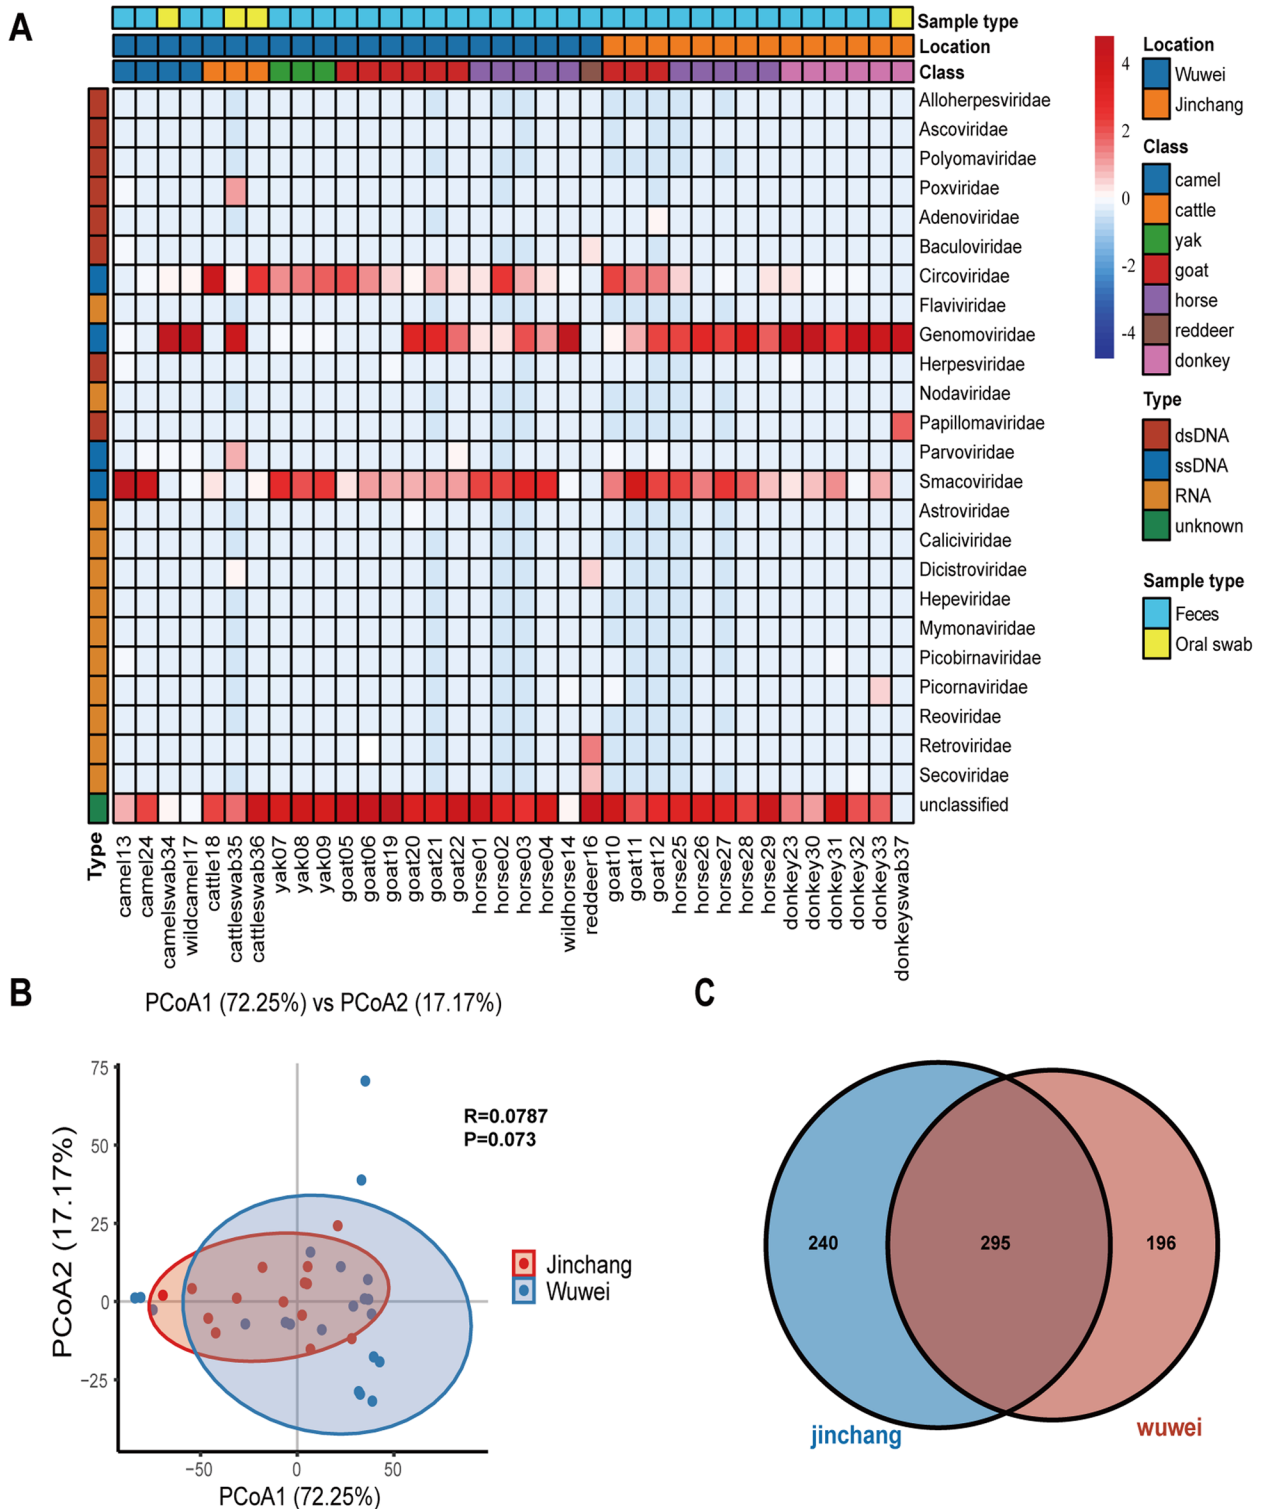 A
Sample type
Location
Class
Alloherpesviridae
Ascoviridae
Polyomaviridae
Poxviridae
Adenoviridae
Baculoviridae
Circoviridae
Flaviviridae
Genomoviridae
Herpesviridae
Nodaviridae
Papillomaviridae
Parvoviridae
Smacoviridae
Astroviridae
Caliciviridae
Dicistroviridae
Hepeviridae
Mymonaviridae
Picobirnaviridae
Picornaviridae
Reoviridae
Retroviridae
Secoviridae
unclassified
4
2
0
-2
-4
Location
Wuwei
Jinchang
Class
camel
cattle
yak
goat
horse
reddeer
donkey
Type
dsDNA
ssDNA
RNA
unknown
Sample type
Feces
Oral swab
Type
camel13
camel24
camelswab34
wildcamel17
cattle18
cattleswab35
cattleswab36
yak07
yak08
yak09
goat05
goat06
goat19
goat20
goat21
goat22
horse01
horse02
horse03
horse04
wildhorse14
reddeer16
goat10
goat11
goat12
horse25
horse26
horse27
horse28
horse29
donkey23
donkey30
donkey31
donkey32
donkey33
donkeyswab37
B
PCoA1 (72.25%) vs PCoA2 (17.17%)
75
50
25
0
−25
PCoA2 (17.17%)
R=0.0787
P=0.073
Jinchang
Wuwei
−50
0
50
PCoA1 (72.25%)
C
240
295
196
jinchang
wuwei